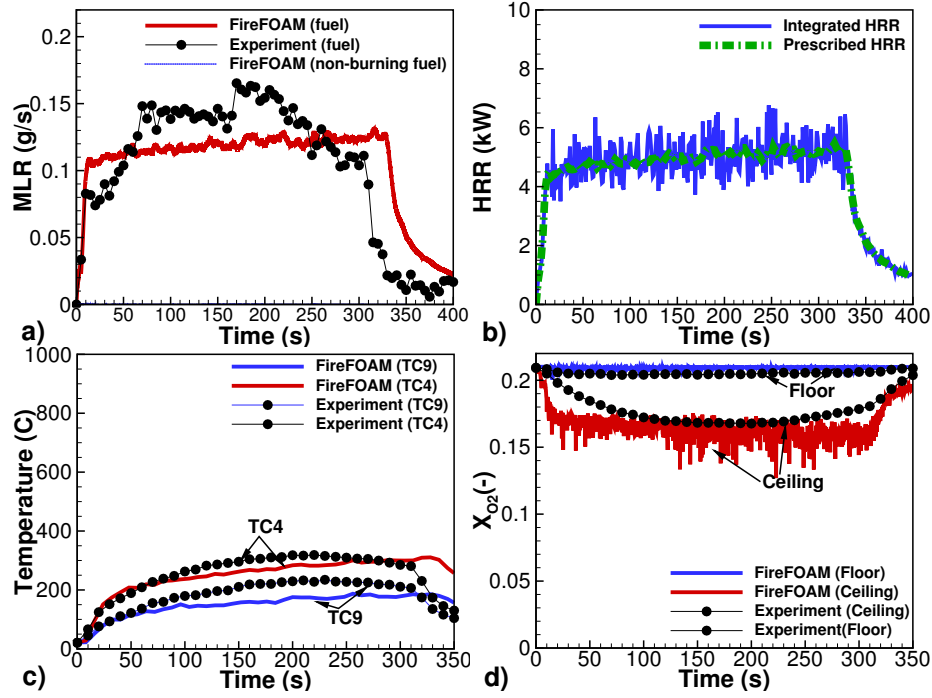 FireFOAM (fuel)
Experiment (fuel)
FireFOAM (non-burning fuel)
MLR (g/s)
0.2
0.15
0.1
0.05
0
0 50 100 150 200 250 300 350 400
Time (s)
a)
Integrated HRR
Prescribed HRR
HRR (kW)
10
8
6
4
2
0
0 50 100 150 200 250 300 350 400
Time (s)
b)
FireFOAM (TC9)
FireFOAM (TC4)
Experiment (TC9)
Experiment (TC4)
Temperature (C)
1000
800
600
400
200
0
TC4
TC9
0 50 100 150 200 250 300 350
Time (s)
c)
X_O2(-)
0.2
0.15
0.1
0.05
0
Floor
Ceiling
FireFOAM (Floor)
FireFOAM (Ceiling)
Experiment (Ceiling)
Experiment(Floor)
0 50 100 150 200 250 300 350
Time (s)
d)